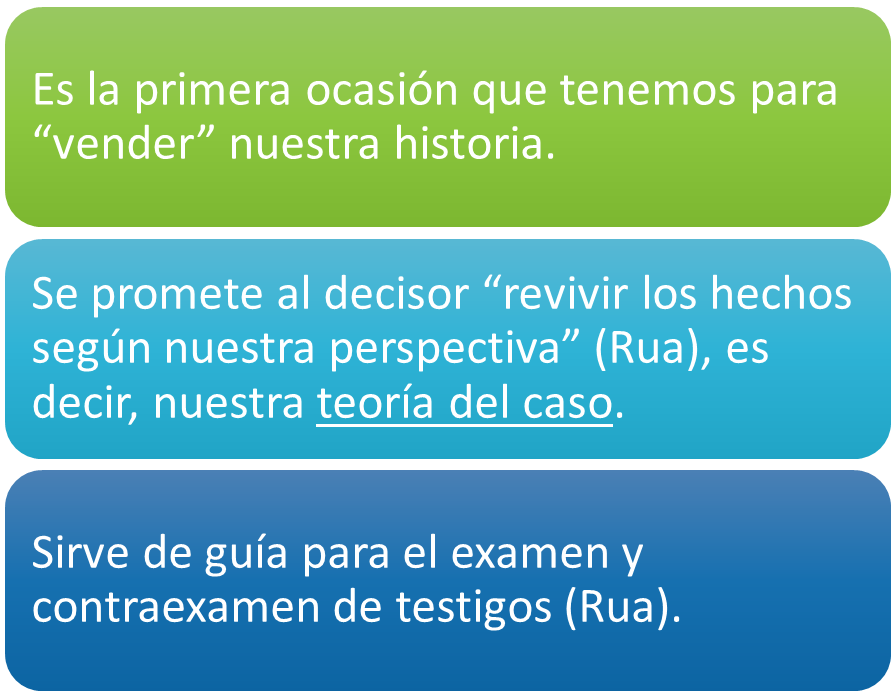 Es la primera ocasión que tenemos para
“vender” nuestra historia.
Se promete al decisor “revivir los hechos
según nuestra perspectiva” (Rua), es
decir, nuestra teoría del caso.
Sirve de guía para el examen y
contraexamen de testigos (Rua).